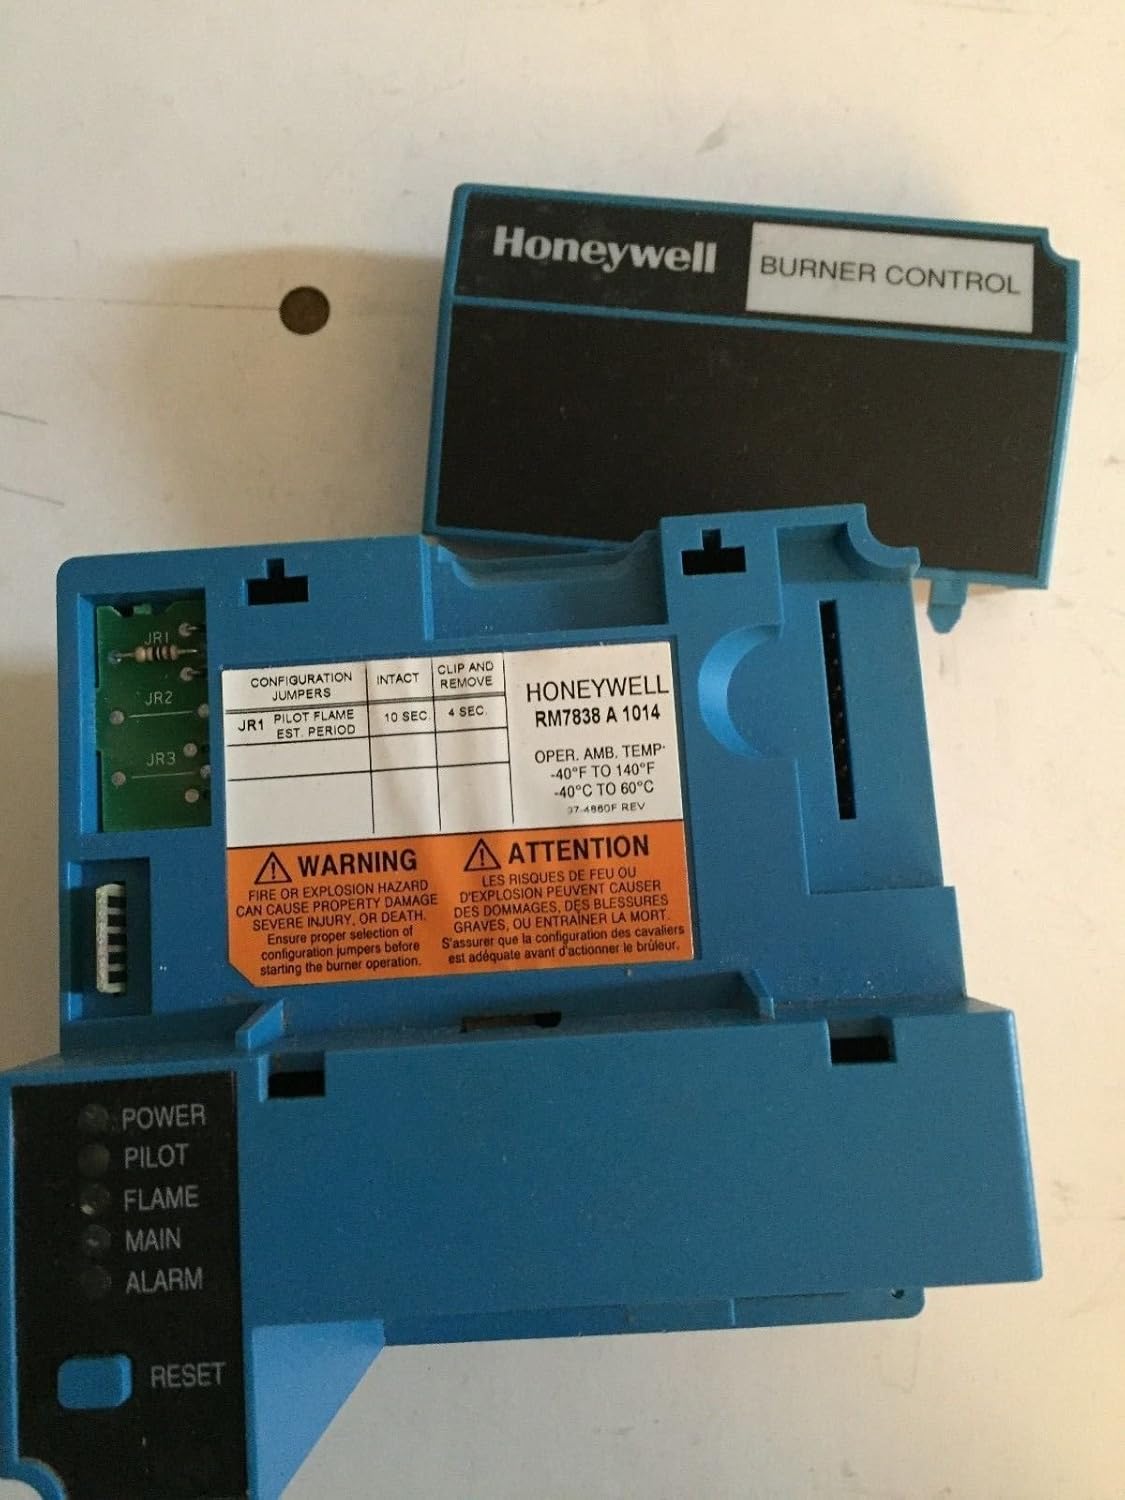 Honeywell
BURNER CONTROL
JR1
JR2
JR3
CONFIGURATION JUMPERS INTACT CLIP AND REMOVE
JR1 PILOT FLAME EST. PERIOD 10 SEC. 4 SEC.
HONEYWELL
RM7838 A 1014
OPER. AMB. TEMP.
-40°F TO 140°F
-40°C TO 60°C
97-4860F REV
WARNING
FIRE OR EXPLOSION HAZARD
CAN CAUSE PROPERTY DAMAGE
SEVERE INJURY, OR DEATH.
Ensure proper selection of
configuration jumpers before
starting the burner operation.
ATTENTION
LES RISQUES DE FEU OU
D'EXPLOSION PEUVENT CAUSER
DES DOMMAGES, DES BLESSURES
GRAVES, OU ENTRAÎNER LA MORT.
S'assurer que la configuration des cavaliers
est adéquate avant d'actionner le brûleur.
POWER
PILOT
FLAME
MAIN
ALARM
RESET